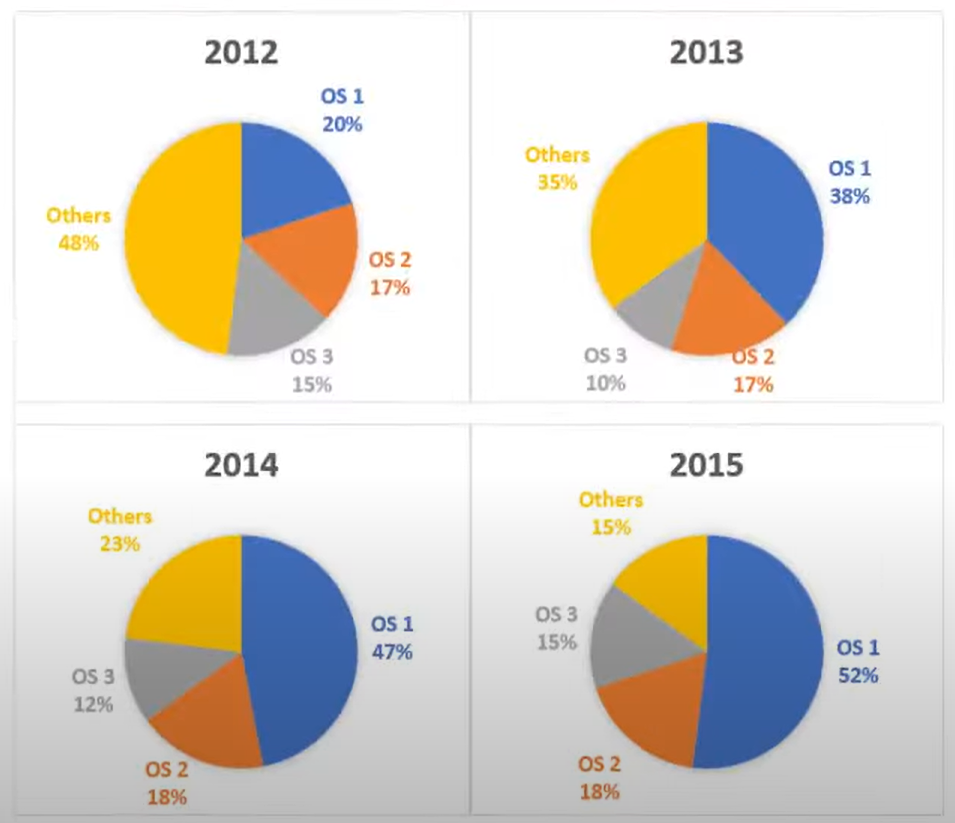 2012
OS 1
20%
OS 2
17%
OS 3
15%
Others
48%
2013
OS 1
38%
OS 2
17%
OS 3
10%
Others
35%
2014
OS 1
47%
OS 2
18%
OS 3
12%
Others
23%
2015
OS 1
52%
OS 2
18%
OS 3
15%
Others
15%